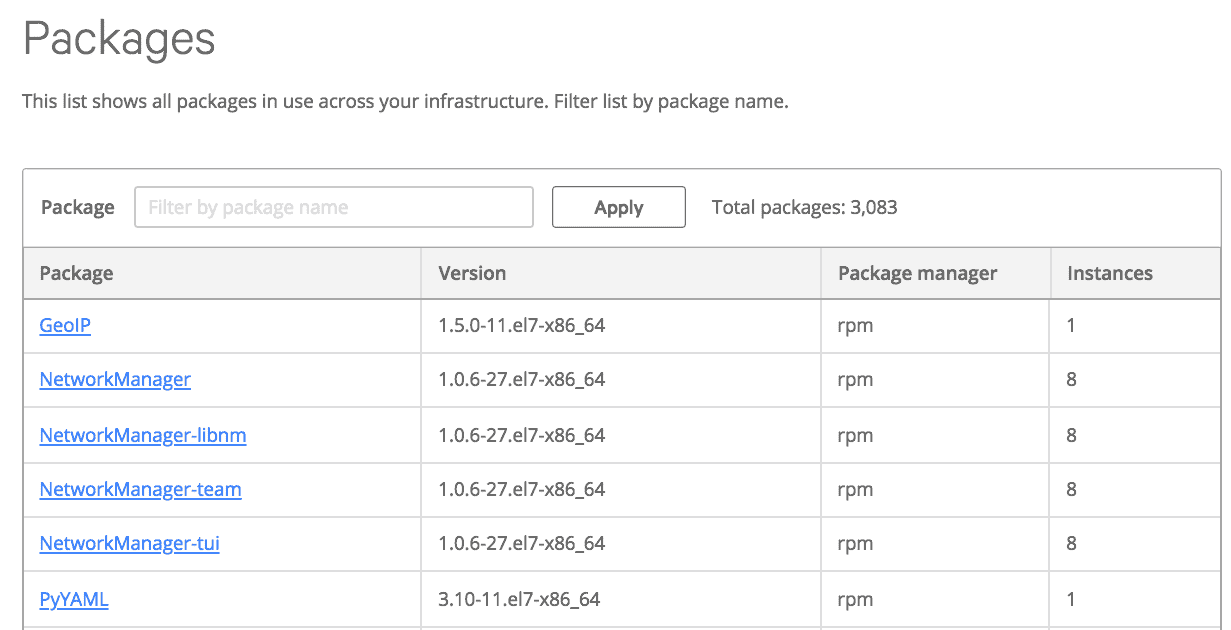 Packages
This list shows all packages in use across your infrastructure. Filter list by package name.
Package Filter by package name Apply Total packages: 3,083
Package Version Package manager Instances
GeoIP 1.5.0-11.el7-x86_64 rpm 1
NetworkManager 1.0.6-27.el7-x86_64 rpm 8
NetworkManager-libnm 1.0.6-27.el7-x86_64 rpm 8
NetworkManager-team 1.0.6-27.el7-x86_64 rpm 8
NetworkManager-tui 1.0.6-27.el7-x86_64 rpm 8
PyYAML 3.10-11.el7-x86_64 rpm 1